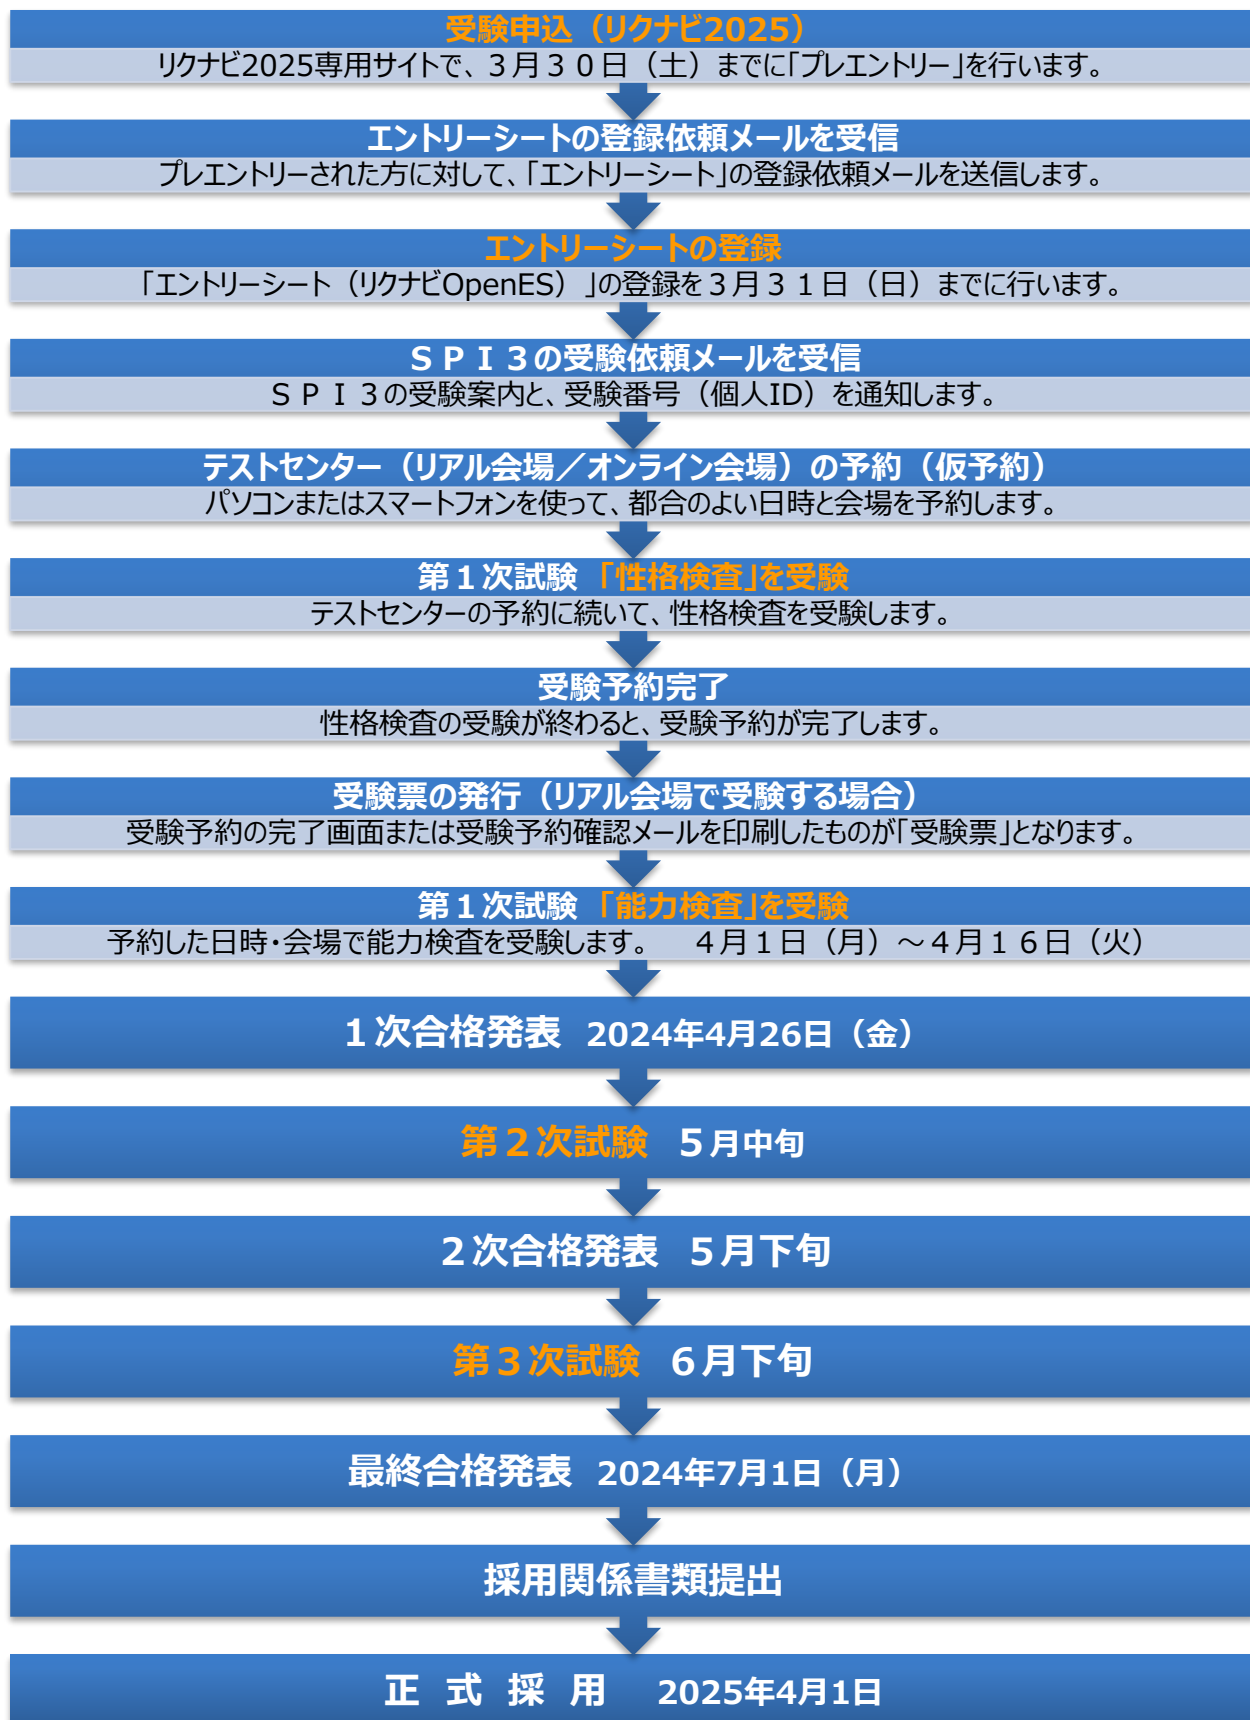 受験申込（リクナビ2025）
リクナビ2025専用サイトで、３月３０日（土）までに「プレエントリー」を行います。
エントリーシートの登録依頼メールを受信
プレエントリーされた方に対して、「エントリーシート」の登録依頼メールを送信します。
エントリーシートの登録
「エントリーシート（リクナビOpenES）」の登録を３月３１日（日）までに行います。
ＳＰＩ３の受験依頼メールを受信
ＳＰＩ３の受験案内と、受験番号（個人ID）を通知します。
テストセンター（リアル会場／オンライン会場）の予約（仮予約）
パソコンまたはスマートフォンを使って、都合のよい日時と会場を予約します。
第１次試験「性格検査」を受験
テストセンターの予約に続いて、性格検査を受験します。
受験予約完了
性格検査の受験が終わると、受験予約が完了します。
受験票の発行（リアル会場で受験する場合）
受験予約の完了画面または受験予約確認メールを印刷したものが「受験票」となります。
第１次試験「能力検査」を受験
予約した日時・会場で能力検査を受験します。　４月１日（月）～４月１６日（火）
１次合格発表 2024年4月26日（金）
第２次試験 ５月中旬
２次合格発表 ５月下旬
第３次試験 ６月下旬
最終合格発表 2024年7月1日（月）
採用関係書類提出
正 式 採 用　2025年4月1日